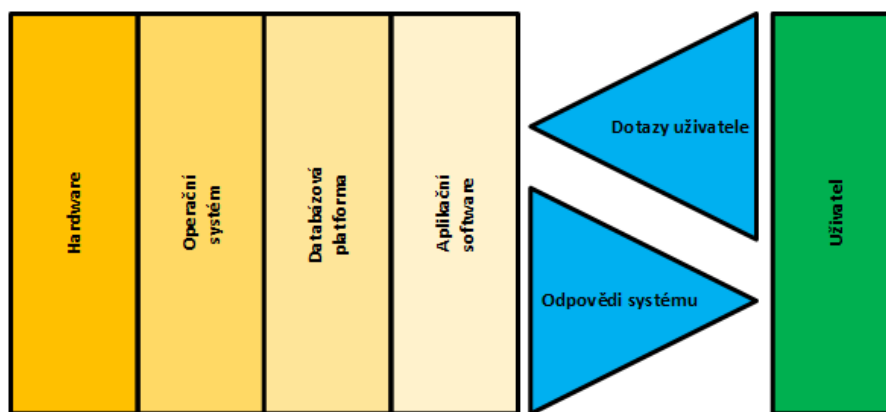 Hardware
Operační
systém
Databázová
platforma
Aplikační
software
Dotazy uživatele
Odpovědi systému
Uživatel